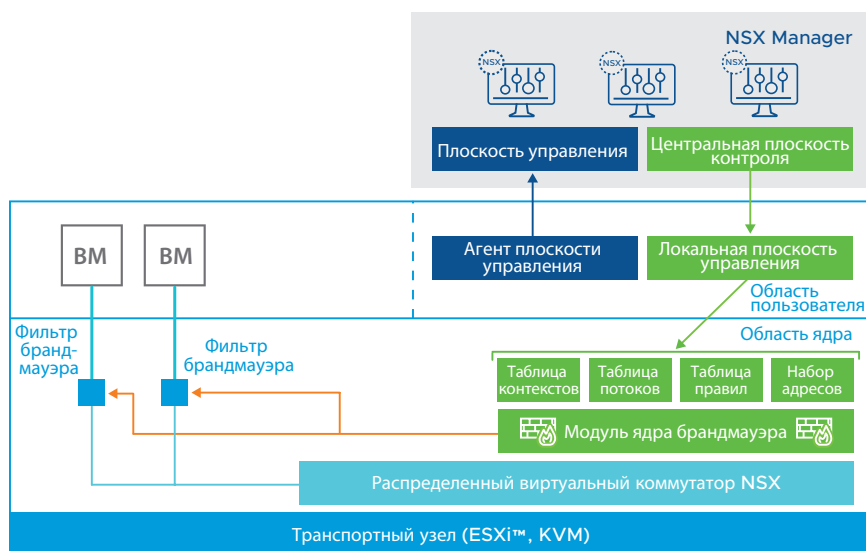 NSX Manager
NSX
NSX
NSX
Плоскость управления
Центральная плоскость
контроля
ВМ
ВМ
Агент плоскости
управления
Локальная плоскость
управления
Область
пользователя
Область ядра
Фильтр
бранд-
мауэра
Фильтр
брандмауэра
Таблица
контекстов
Таблица
потоков
Таблица
правил
Набор
адресов
Модуль ядра брандмауэра
Распределенный виртуальный коммутатор NSX
Транспортный узел (ESXi™, KVM)